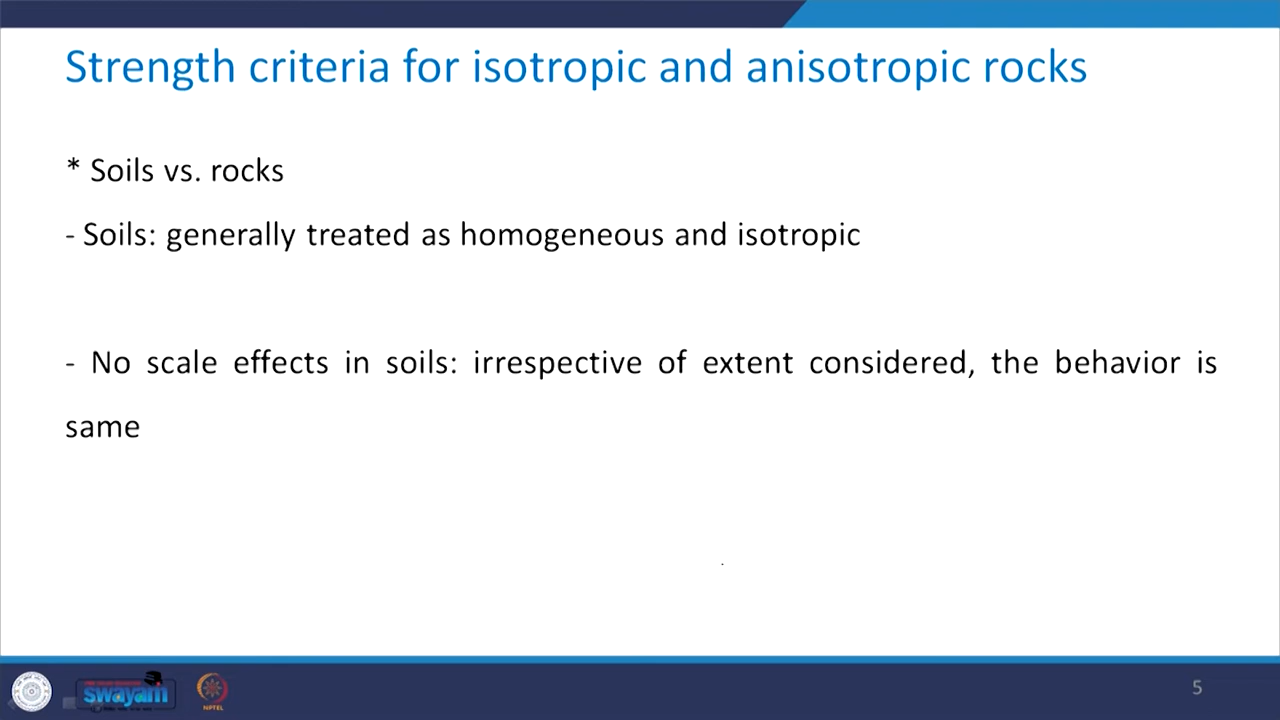 Strength criteria for isotropic and anisotropic rocks
* Soils vs. rocks
- Soils: generally treated as homogeneous and isotropic
- No scale effects in soils: irrespective of extent considered, the behavior is
same
swayam
NPTEL
5